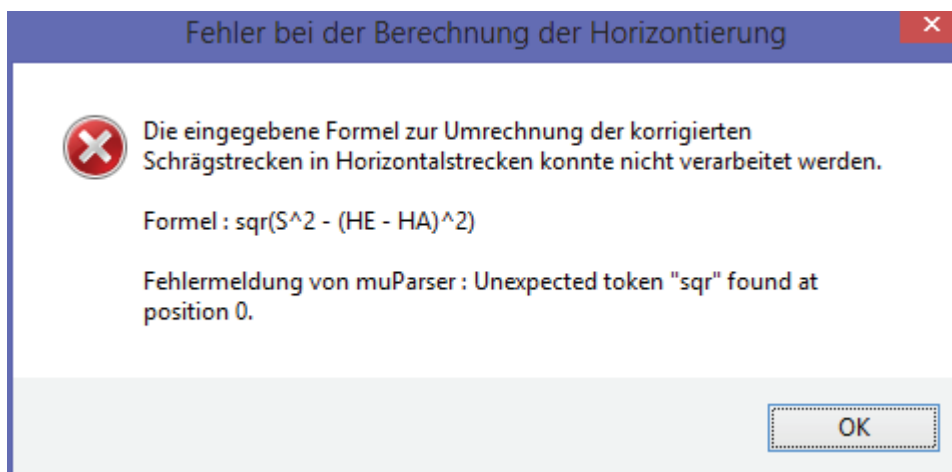 Fehler bei der Berechnung der Horizontierung
Die eingegebene Formel zur Umrechnung der korrigierten
Schrägstrecken in Horizontalstrecken konnte nicht verarbeitet werden.
Formel : sqr(S^2 - (HE - HA)^2)
Fehlermeldung von muParser : Unexpected token "sqr" found at
position 0.
OK